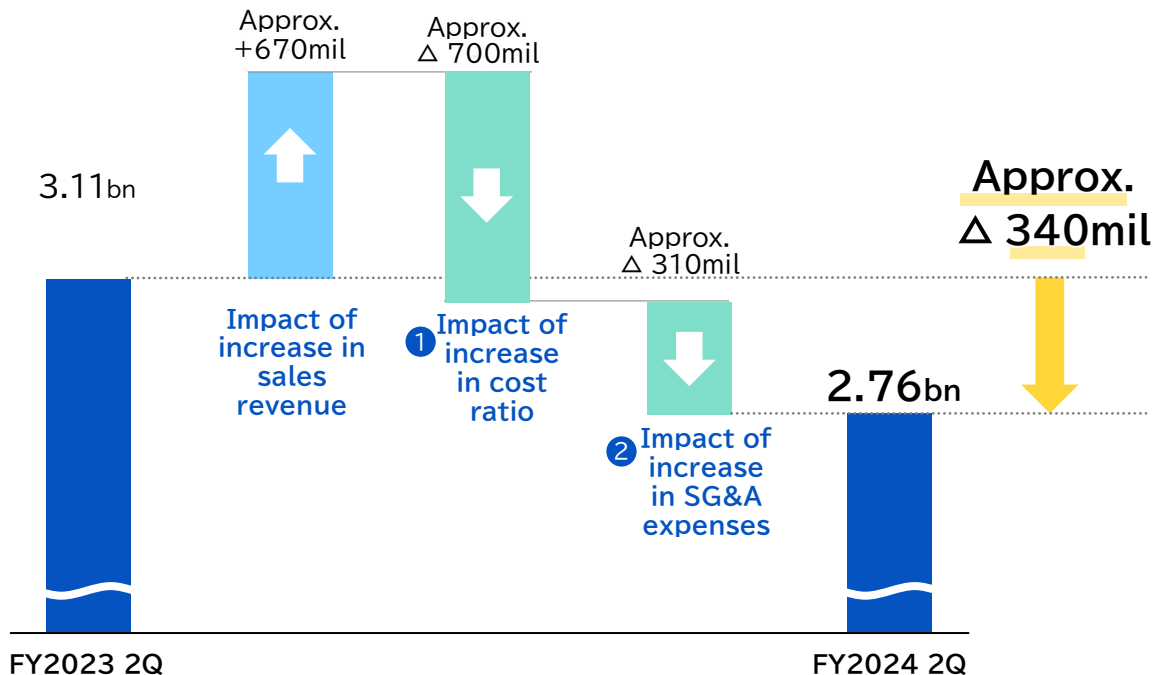 Approx.
+670mil
Approx.
△ 700mil
3.11bn
Approx.
△ 340mil
Approx.
△ 310mil
Impact of
increase in
sales
revenue
1 Impact of
increase
in cost
ratio
2.76bn
2 Impact of
increase
in SG&A
expenses
FY2023 2Q
FY2024 2Q